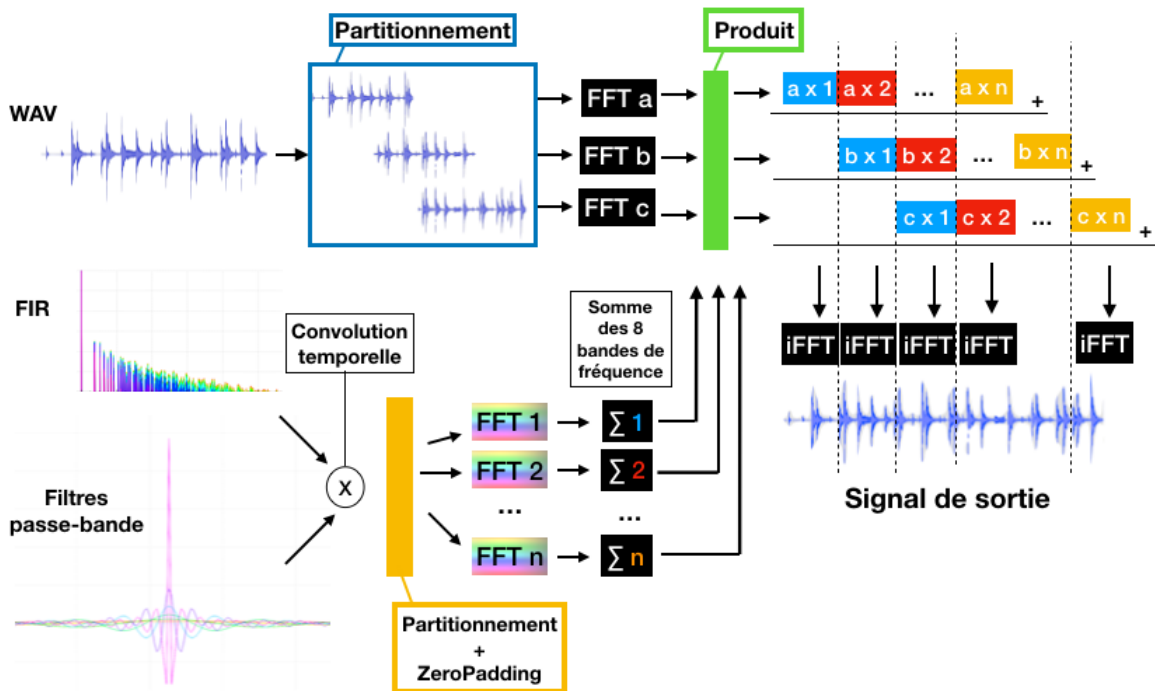 Partitionnement
Produit
WAV
FFT a
FFT b
FFT c
a x 1 a x 2 ... a x n +
b x 1 b x 2 ... b x n +
c x 1 c x 2 ... c x n +
FIR
Convolution
temporelle
Somme
des 8
bandes de
fréquence
iFFT iFFT iFFT iFFT iFFT
Filtres
passe-bande
X
FFT 1
∑ 1
FFT 2
∑ 2
... ...
FFT n
∑ n
Signal de sortie
Partitionnement
+
ZeroPadding